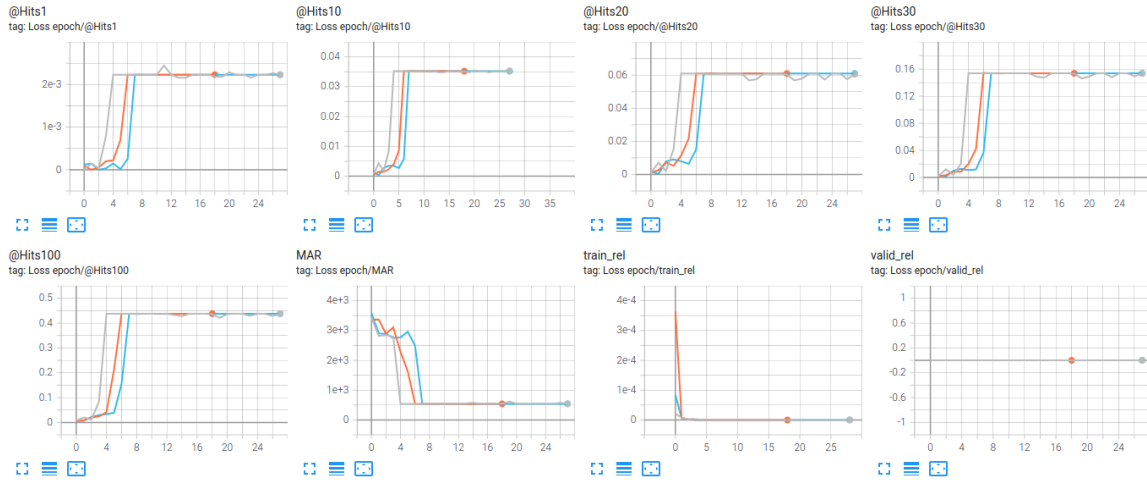 @Hits1
tag: Loss epoch/@Hits1
2e-3
1e-3
0
0 4 8 12 16 20 24
@Hits10
tag: Loss epoch/@Hits10
0.04
0.03
0.02
0.01
0
0 5 10 15 20 25 30 35
@Hits20
tag: Loss epoch/@Hits20
0.06
0.04
0.02
0
0 4 8 12 16 20 24
@Hits30
tag: Loss epoch/@Hits30
0.16
0.12
0.08
0.04
0
0 4 8 12 16 20 24
@Hits100
tag: Loss epoch/@Hits100
0.5
0.4
0.3
0.2
0.1
0
0 4 8 12 16 20 24
MAR
tag: Loss epoch/MAR
4e+3
3e+3
2e+3
1e+3
0
0 4 8 12 16 20 24
train_rel
tag: Loss epoch/train_rel
4e-4
3e-4
2e-4
1e-4
0
0 5 10 15 20 25 30
valid_rel
tag: Loss epoch/valid_rel
1
0.6
0.2
-0.2
-0.6
-1
0 4 8 12 16 20 24